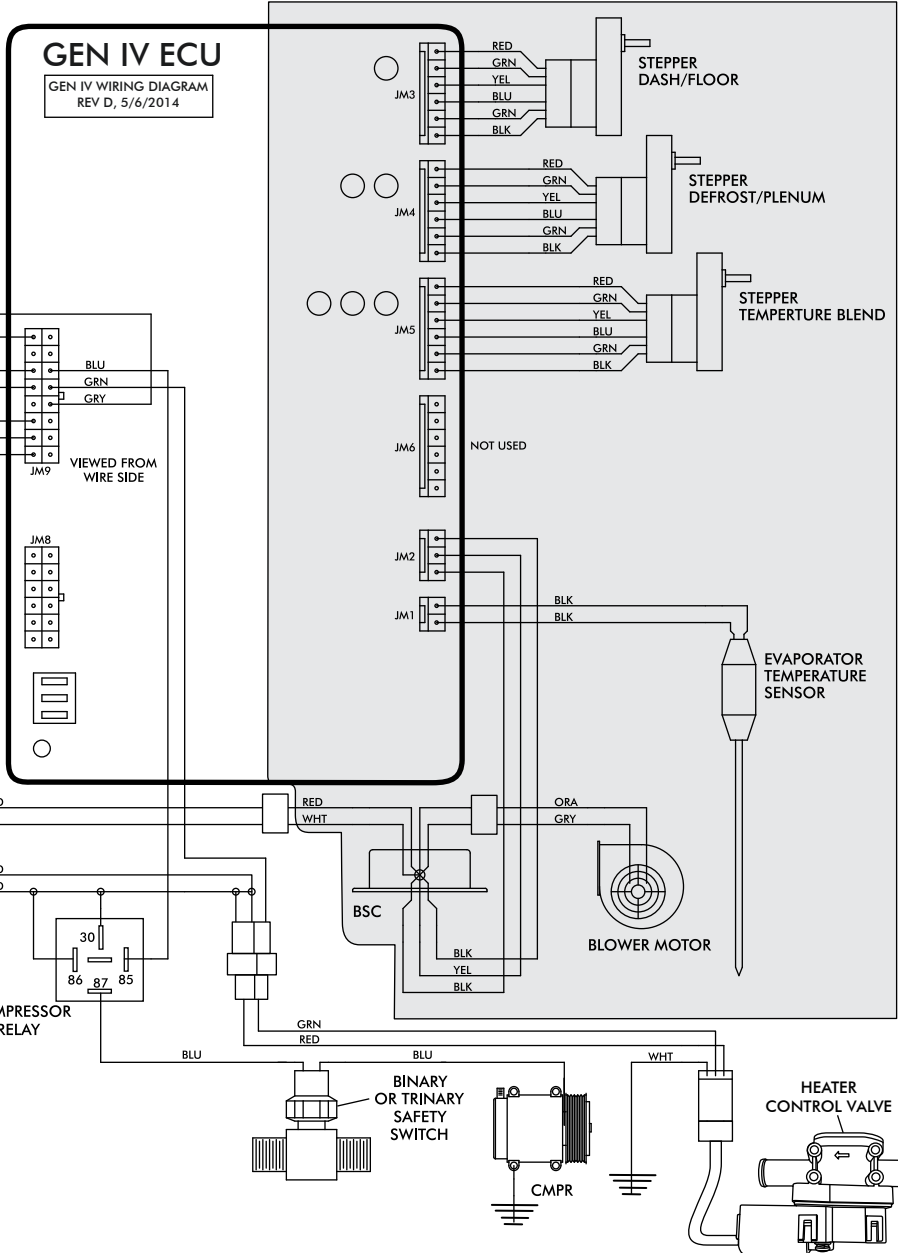 GEN IV ECU
GEN IV WIRING DIAGRAM
REV D, 5/6/2014
JM3
RED
GRN
YEL
BLU
GRN
BLK
STEPPER
DASH/FLOOR
JM4
RED
GRN
YEL
BLU
GRN
BLK
STEPPER
DEFROST/PLENUM
JM5
RED
GRN
YEL
BLU
GRN
BLK
STEPPER
TEMPERTURE BLEND
BLU
GRN
GRY
JM9
VIEWED FROM
WIRE SIDE
JM6
NOT USED
JM8
JM2
JM1
BLK
BLK
EVAPORATOR
TEMPERATURE
SENSOR
RED
WHT
ORA
GRY
BSC
BLOWER MOTOR
BLK
YEL
BLK
30
86
87
85
MPRESSOR
RELAY
GRN
RED
BLU
BLU
WHT
BINARY
OR TRINARY
SAFETY
SWITCH
CMPR
HEATER
CONTROL VALVE